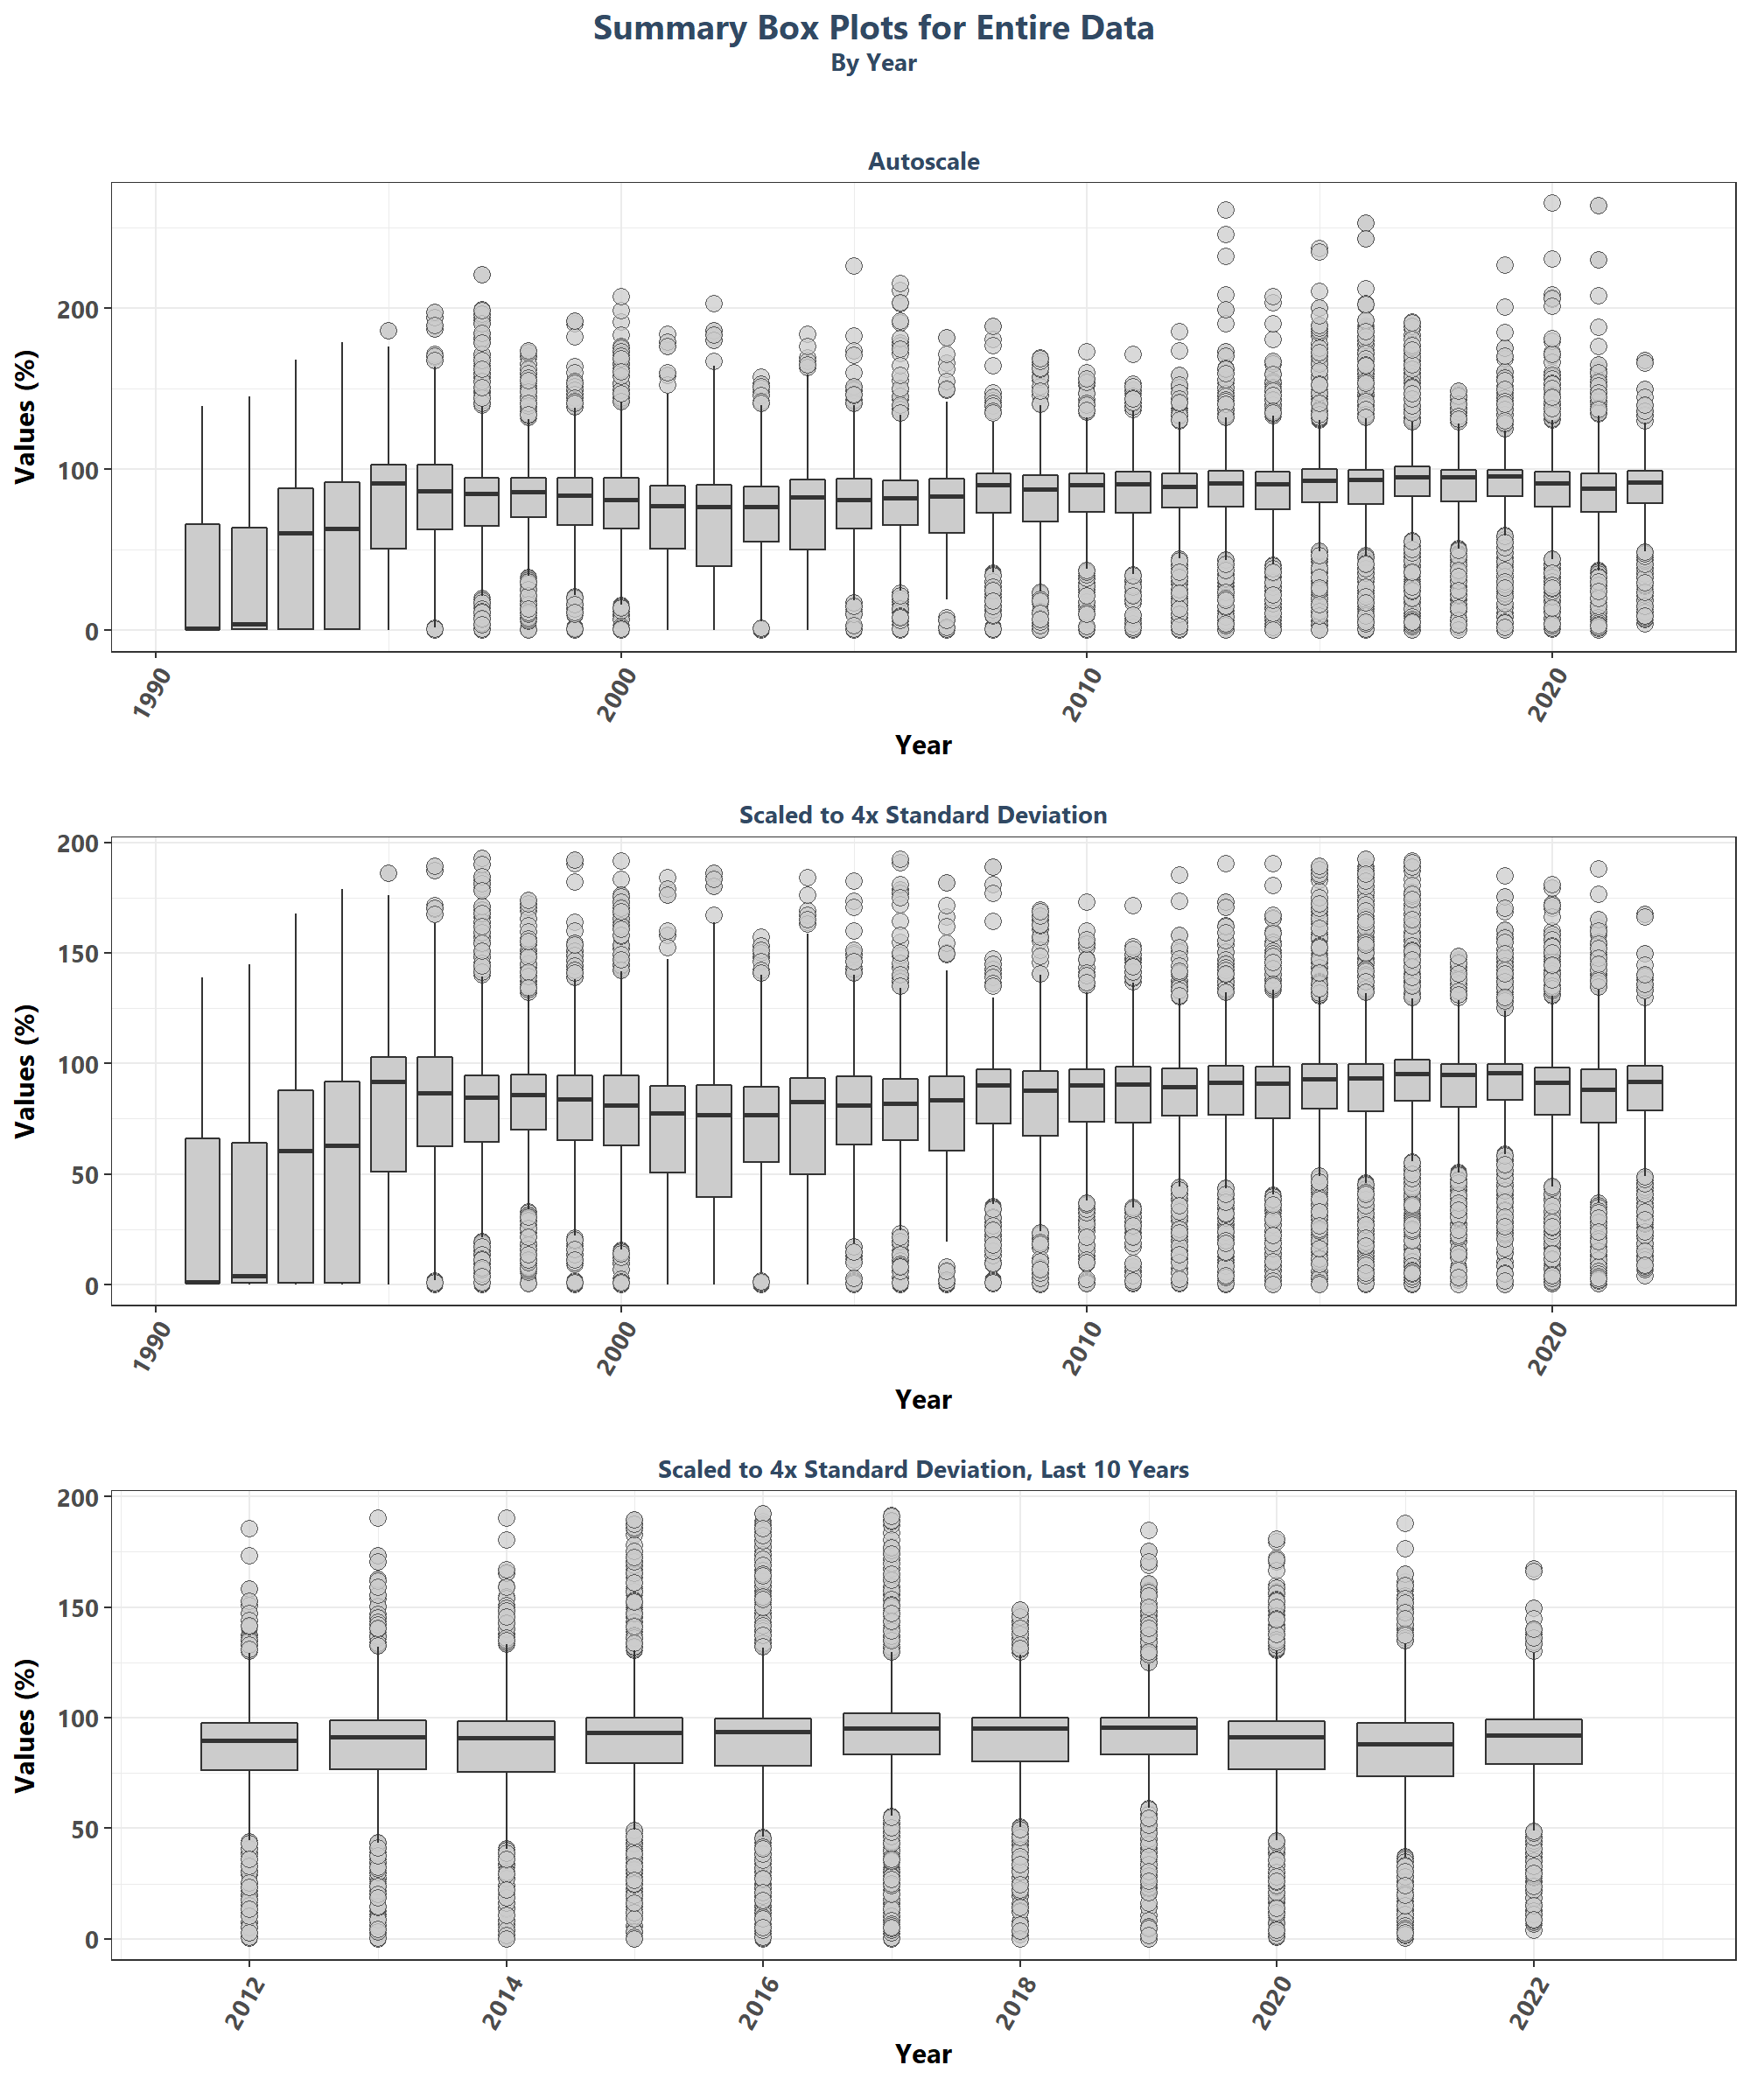 Summary Box Plots for Entire Data
By Year
Autoscale
Values (%)
200
100
0
1990
2000
2010
2020
Year
Scaled to 4x Standard Deviation
Values (%)
200
150
100
50
0
1990
2000
2010
2020
Year
Scaled to 4x Standard Deviation, Last 10 Years
Values (%)
200
150
100
50
0
2012
2014
2016
2018
2020
2022
Year